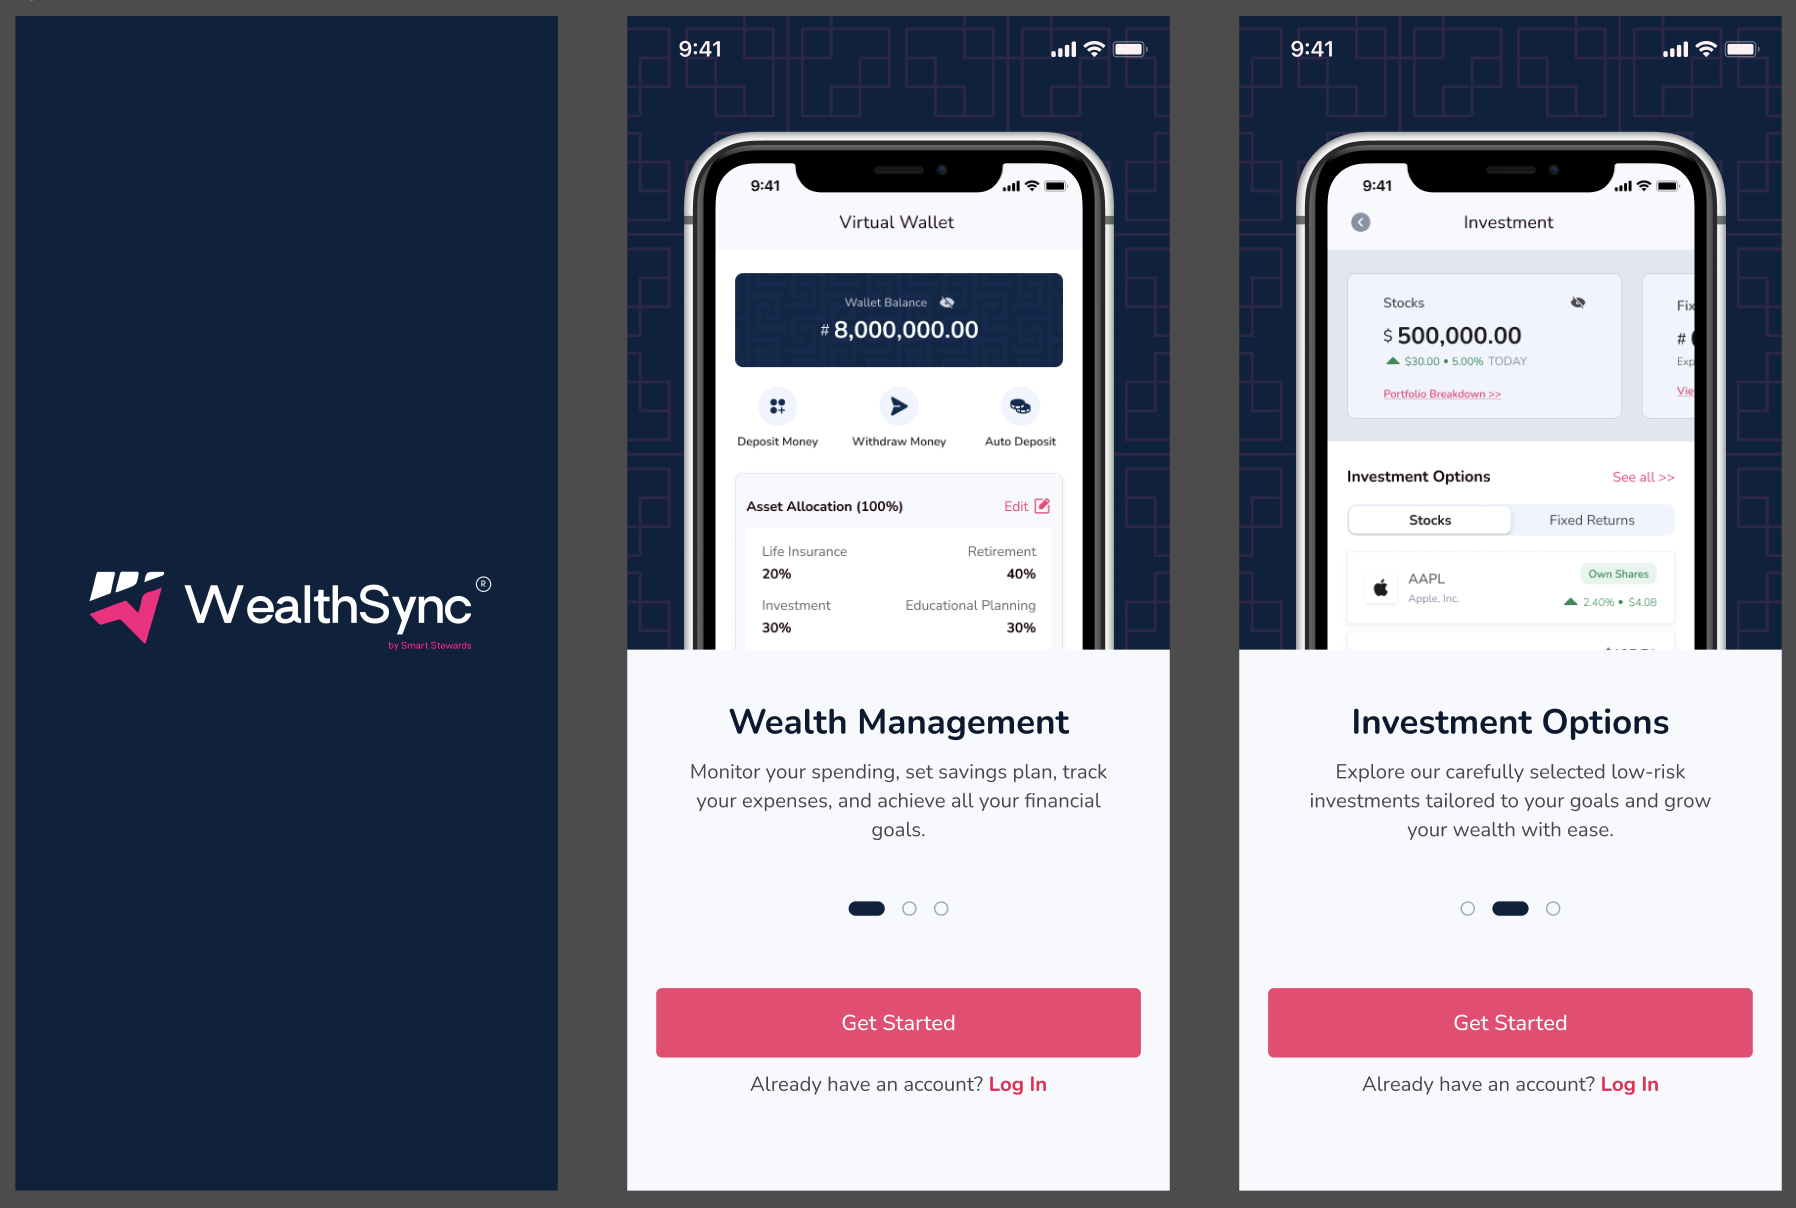 WealthSync ®
by Smart Stewards
9:41
9:41
Virtual Wallet
Wallet Balance
# 8,000,000.00
Deposit Money Withdraw Money Auto Deposit
Asset Allocation (100%) Edit
Life Insurance Retirement
20% 40%
Investment Educational Planning
30% 30%
Wealth Management
Monitor your spending, set savings plan, track
your expenses, and achieve all your financial
goals.
Get Started
Already have an account? Log In
9:41
9:41
Investment
Stocks
$ 500,000.00
$30.00 • 5.00% TODAY
Portfolio Breakdown >>
Fix
#
Exp
Vie
Investment Options See all >>
Stocks Fixed Returns
AAPL Own Shares
Apple, Inc. 2.40% • $4.08
Investment Options
Explore our carefully selected low-risk
investments tailored to your goals and grow
your wealth with ease.
Get Started
Already have an account? Log In